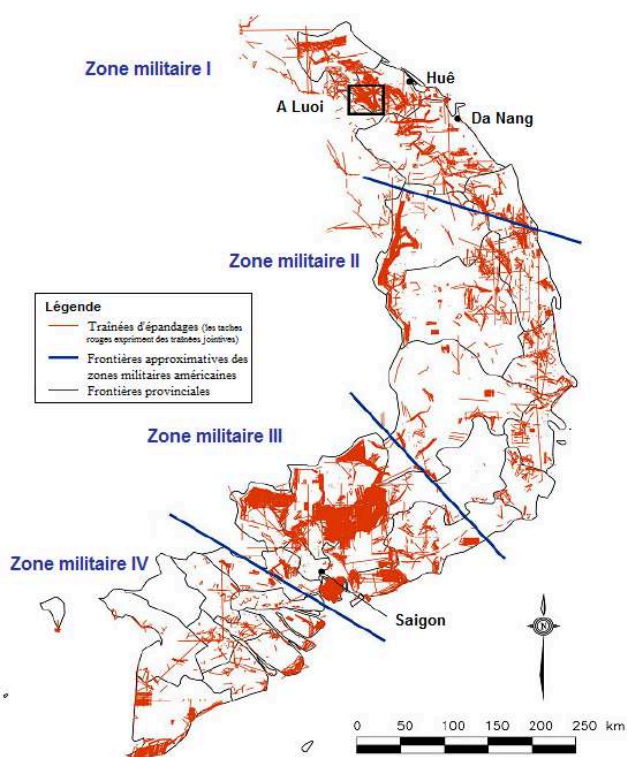 Zone militaire I
Huê
A Luoi
Da Nang
Zone militaire II
Légende
Traînées d'épandages (les taches
rouges expriment des traînées jointives)
Frontières approximatives des
zones militaires américaines
Frontières provinciales
Zone militaire III
Zone militaire IV
Saigon
N
0 50 100 150 200 250 km